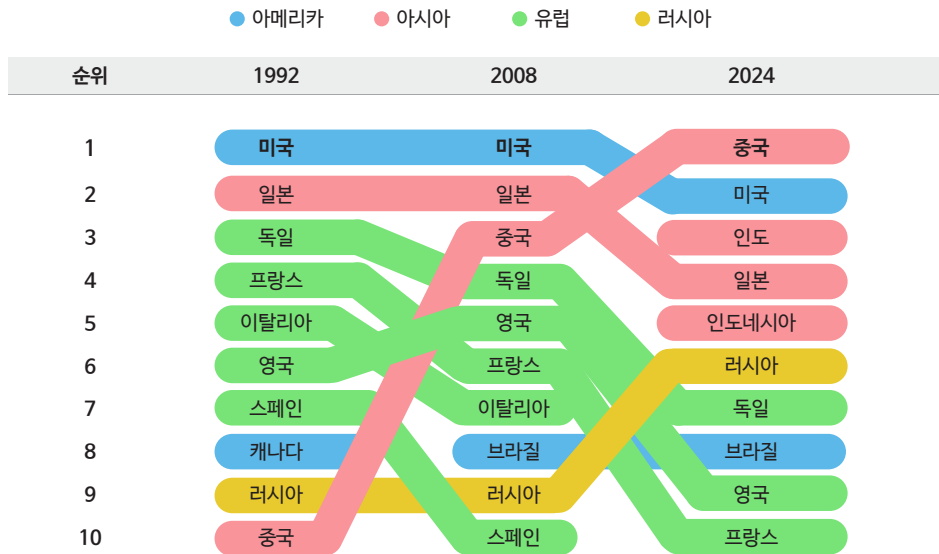 아메리카 아시아 유럽 러시아
순위 1992 2008 2024
1 미국 미국 중국
2 일본 일본 미국
3 독일 중국 인도
4 프랑스 독일 일본
5 이탈리아 영국 인도네시아
6 영국 프랑스 러시아
7 스페인 이탈리아 독일
8 캐나다 브라질 브라질
9 러시아 러시아 영국
10 중국 스페인 프랑스